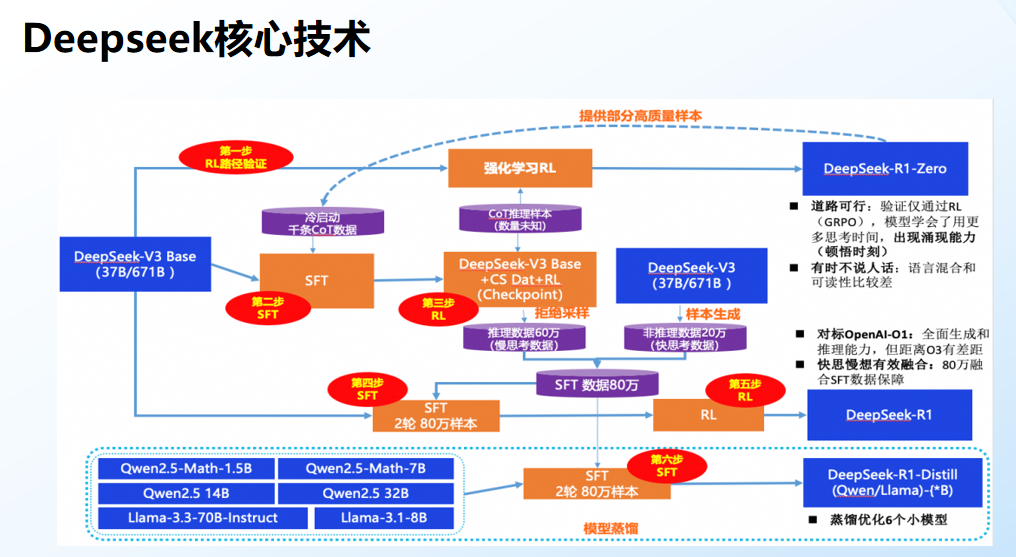 Deepseek核心技术
提供部分高质量样本
第一步
RL路径验证
强化学习RL
DeepSeek-R1-Zero
冷启动
千条CoT数据
CoT推理样本
(数量未知)
■ 道路可行：验证仅通过RL
（GRPO），模型学会了用更
多思考时间，出现涌现能力
（顿悟时刻）
■ 有时不说人话：语言混合和
可读性比较差
DeepSeek-V3 Base
(37B/671B )
SFT
第二步
SFT
第三步
RL
DeepSeek-V3 Base
+CS Dat+RL
(Checkpoint)
DeepSeek-V3
(37B/671B )
拒绝采样
样本生成
推理数据60万
(慢思考数据)
非推理数据20万
(快思考数据)
■ 对标OpenAI-O1：全面生成和
推理能力，但距离O3有差距
■ 快思慢想有效融合：80万融
合SFT数据保障
SFT 数据80万
第四步
SFT
SFT
2轮 80万样本
RL
第五步
RL
DeepSeek-R1
Qwen2.5-Math-1.5B
Qwen2.5-Math-7B
Qwen2.5 14B
Qwen2.5 32B
Llama-3.3-70B-Instruct
Llama-3.1-8B
SFT
2轮 80万样本
第六步
SFT
DeepSeek-R1-Distill
(Qwen/Llama)-(*B)
■ 蒸馏优化6个小模型
模型蒸馏